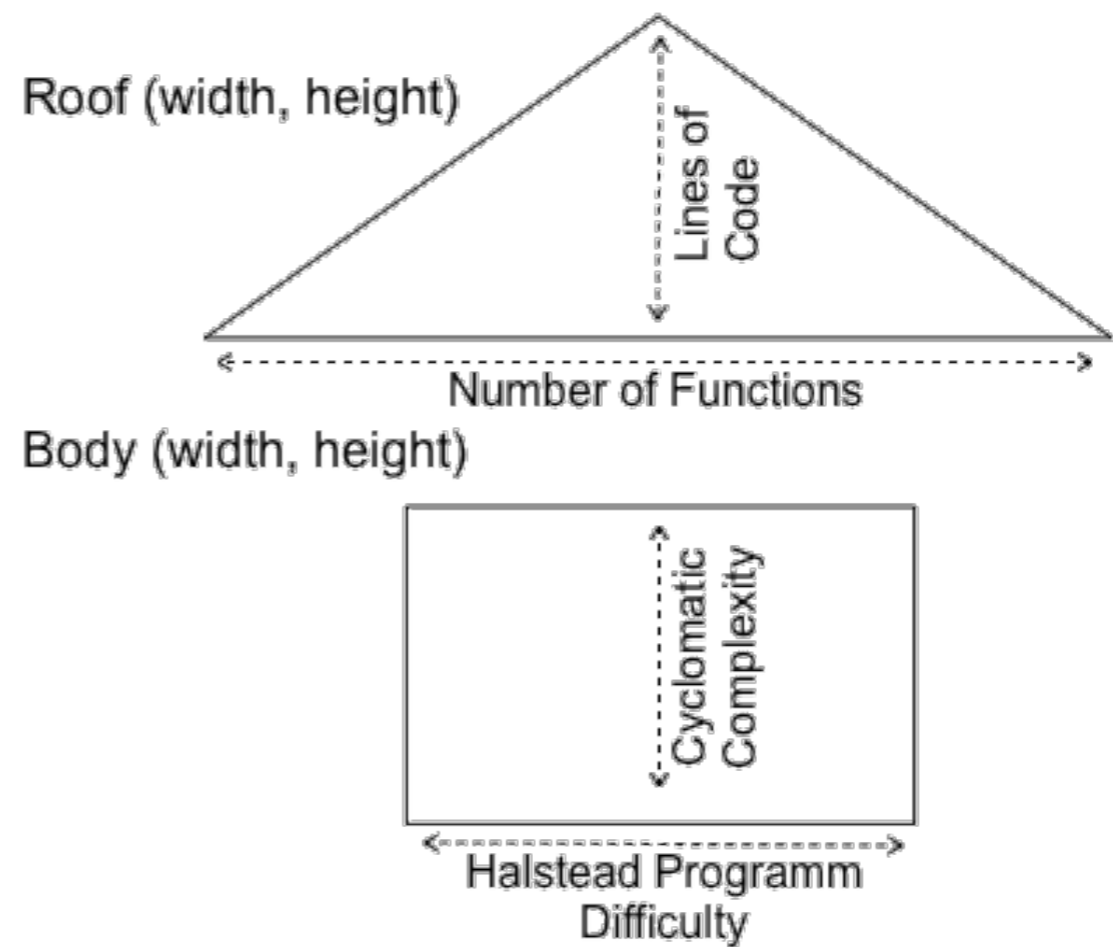 Roof (width, height)
Lines of
Code
Number of Functions
Body (width, height)
Cyclomatic
Complexity
Halstead Programm
Difficulty